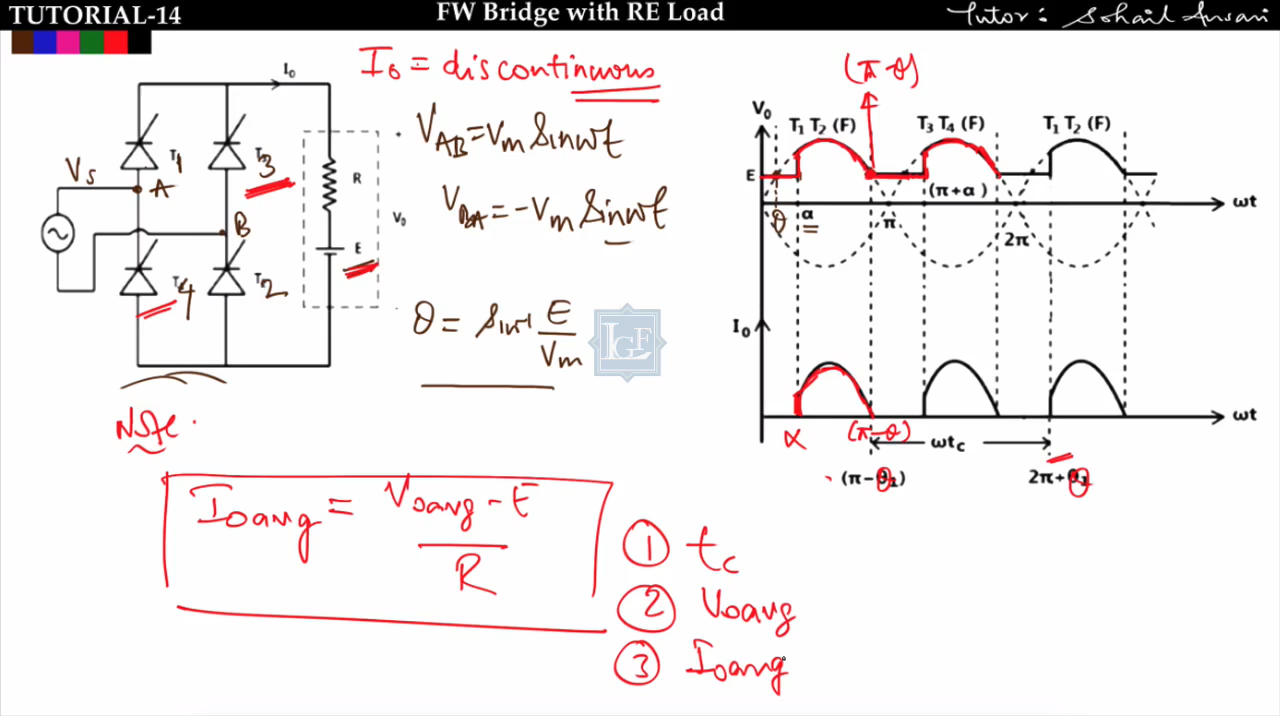 TUTORIAL-14
FW Bridge with RE Load
Tutor: Sohail Ansari
I0 = discontinuous
VAB = Vm Sinωt
VBA = -Vm Sinωt
θ = Sin-1 E/Vm
I0
Vs
T1
T3
A
B
T4
T2
R
E
V0
Note.
I0avg = V0avg - E / R
① tc
② V0avg
③ I0avg
(π-θ)
V0
T1 T2 (F)
T3 T4 (F)
T1 T2 (F)
E
(π+α)
ωt
θ
α
π
2π
I0
ωt
α
(π-θ)
ωtc
(π-θ)
2π+θ
LGF